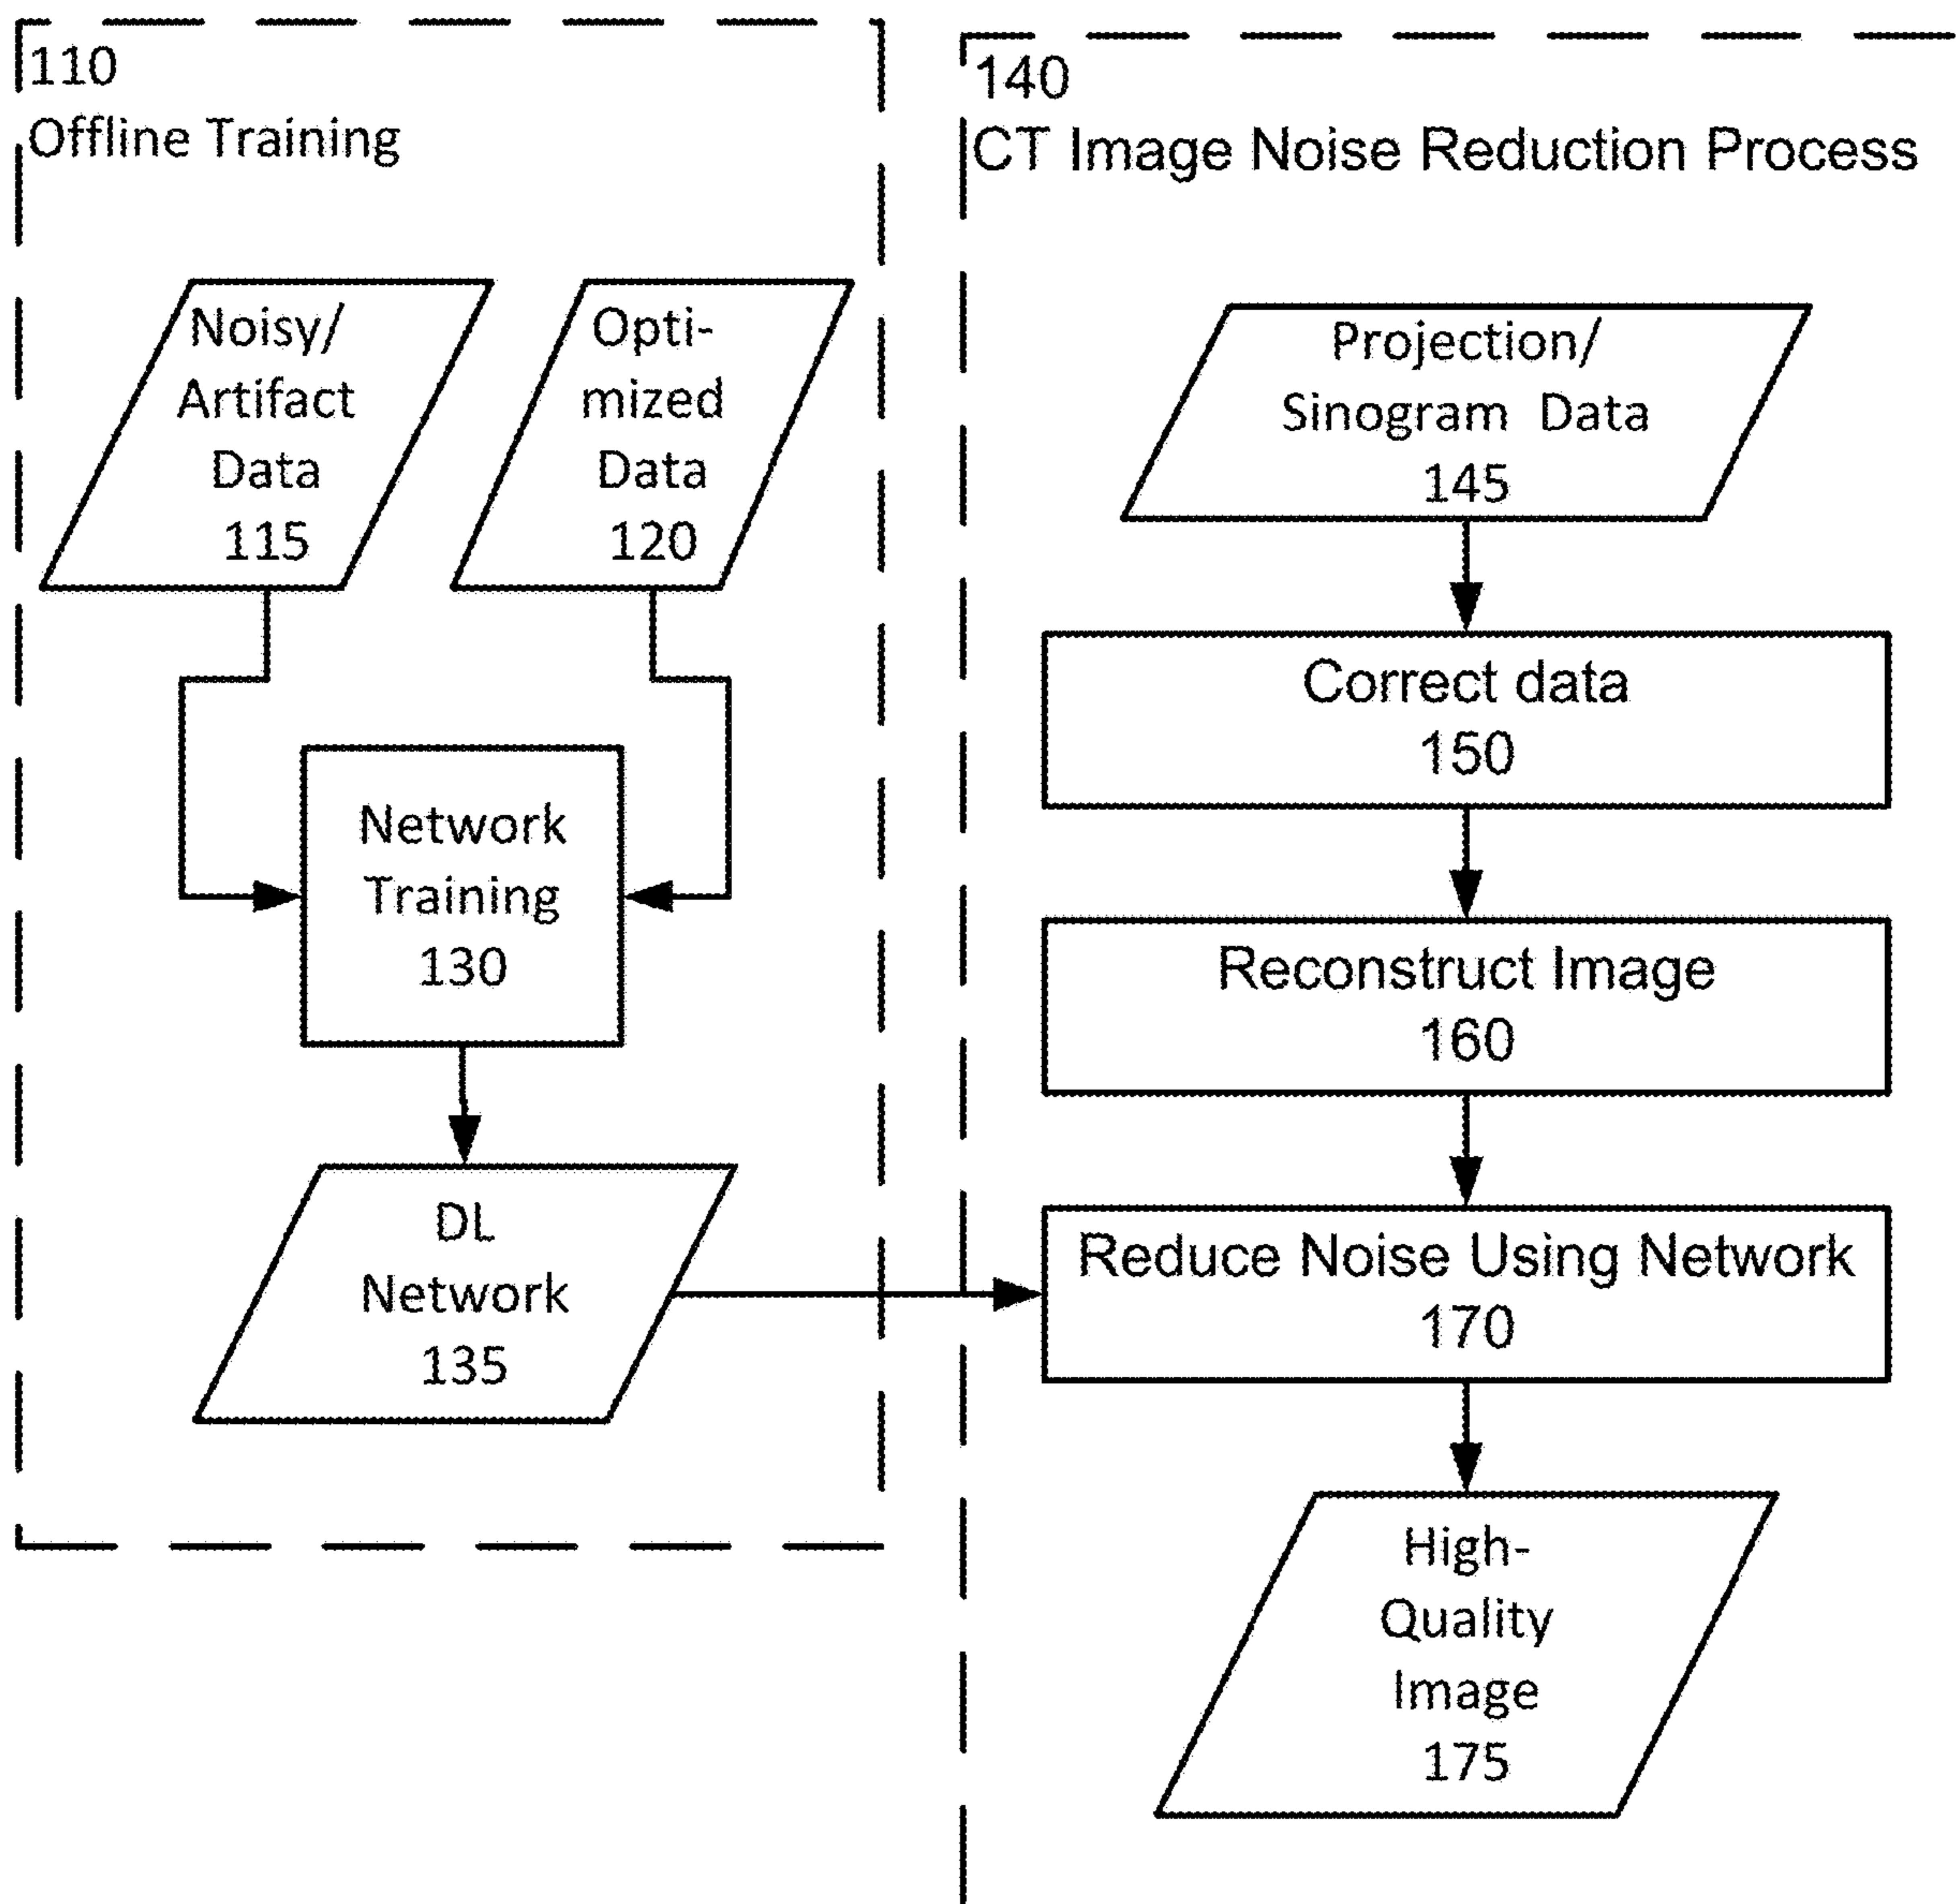 110
Offline Training
Noisy/
Artifact
Data
115
Opti-
mized
Data
120
Network
Training
130
DL
Network
135
140
CT Image Noise Reduction Process
Projection/
Sinogram Data
145
Correct data
150
Reconstruct Image
160
Reduce Noise Using Network
170
High-
Quality
Image
175